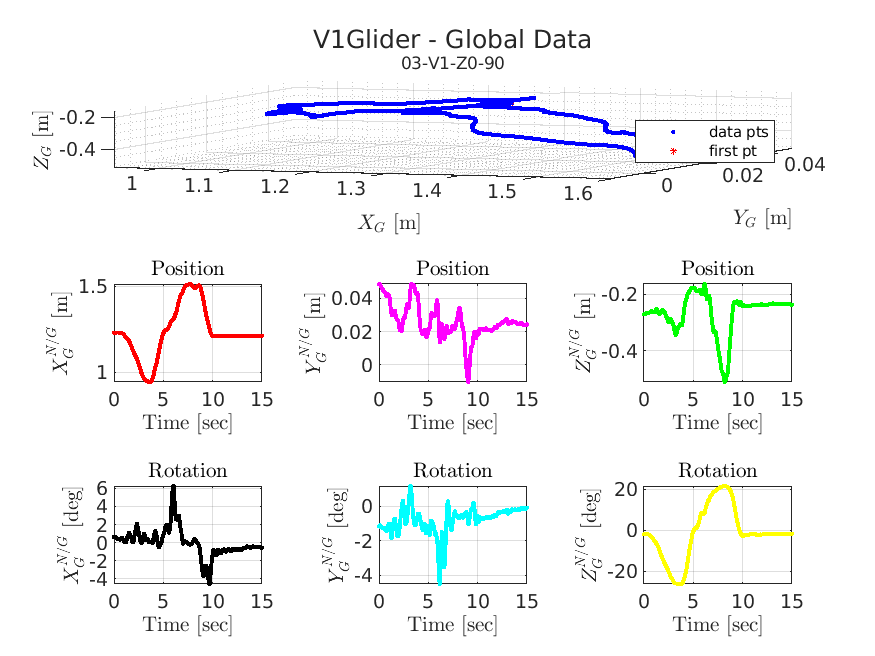 V1Glider - Global Data
03-V1-Z0-90
Z_G [m]
-0.2
-0.4
data pts
first pt
1
1.1
1.2
1.3
1.4
1.5
1.6
0
0.02
0.04
X_G [m]
Y_G [m]
Position
Position
Position
X_G^{N/G} [m]
1.5
1
0
5
10
15
Time [sec]
Y_G^{N/G} [m]
0.04
0.02
0
0
5
10
15
Time [sec]
Z_G^{N/G} [m]
-0.2
-0.4
0
5
10
15
Time [sec]
Rotation
Rotation
Rotation
X_G^{N/G} [deg]
6
4
2
0
-2
-4
0
5
10
15
Time [sec]
Y_G^{N/G} [deg]
0
-2
-4
0
5
10
15
Time [sec]
Z_G^{N/G} [deg]
20
0
-20
0
5
10
15
Time [sec]